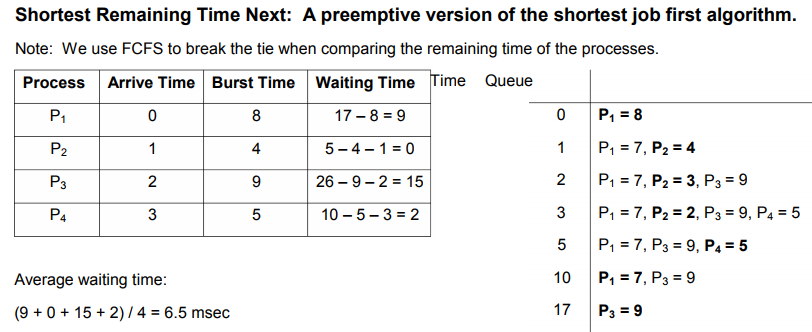 Shortest Remaining Time Next: A preemptive version of the shortest job first algorithm.
Note: We use FCFS to break the tie when comparing the remaining time of the processes.
Process Arrive Time Burst Time Waiting Time
P₁ 0 8 17 – 8 = 9
P₂ 1 4 5 – 4 – 1 = 0
P₃ 2 9 26 – 9 – 2 = 15
P₄ 3 5 10 – 5 – 3 = 2
Average waiting time:
(9 + 0 + 15 + 2) / 4 = 6.5 msec
Time Queue
0 P₁ = 8
1 P₁ = 7, P₂ = 4
2 P₁ = 7, P₂ = 3, P₃ = 9
3 P₁ = 7, P₂ = 2, P₃ = 9, P₄ = 5
5 P₁ = 7, P₃ = 9, P₄ = 5
10 P₁ = 7, P₃ = 9
17 P₃ = 9